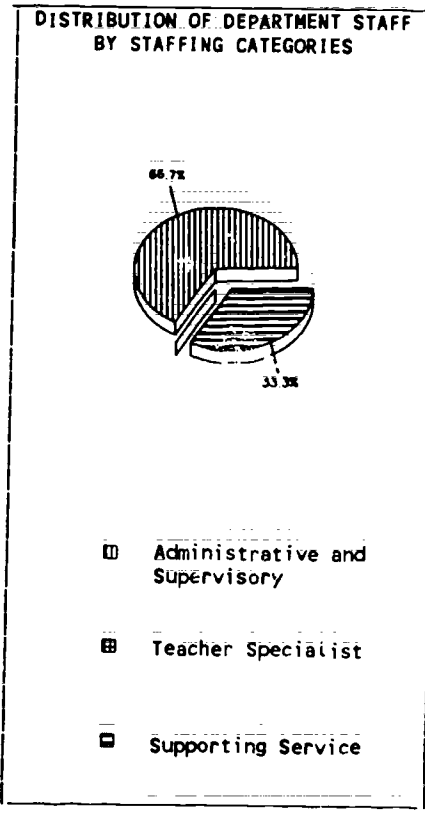 DISTRIBUTION OF DEPARTMENT STAFF
BY STAFFING CATEGORIES
66.7%
33.3%
Administrative and
Supervisory
Teacher Specialist
Supporting Service